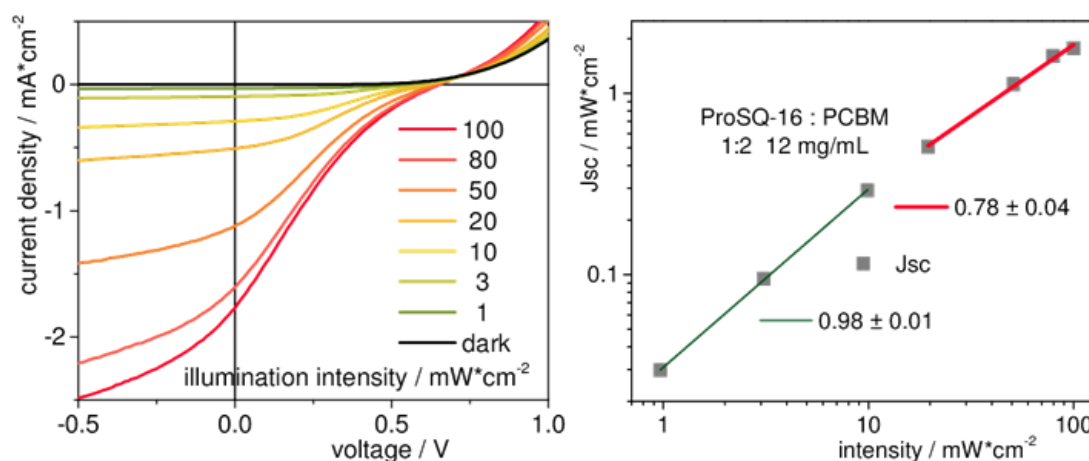 current density / mA*cm-2
0
-1
-2
100
80
50
20
10
3
1
dark
illumination intensity / mW*cm-2
-0.5
0.0
0.5
1.0
voltage / V
Jsc / mW*cm-2
1
0.1
ProSQ-16 : PCBM
1:2 12 mg/mL
0.78 ± 0.04
Jsc
0.98 ± 0.01
1
10
100
intensity / mW*cm-2